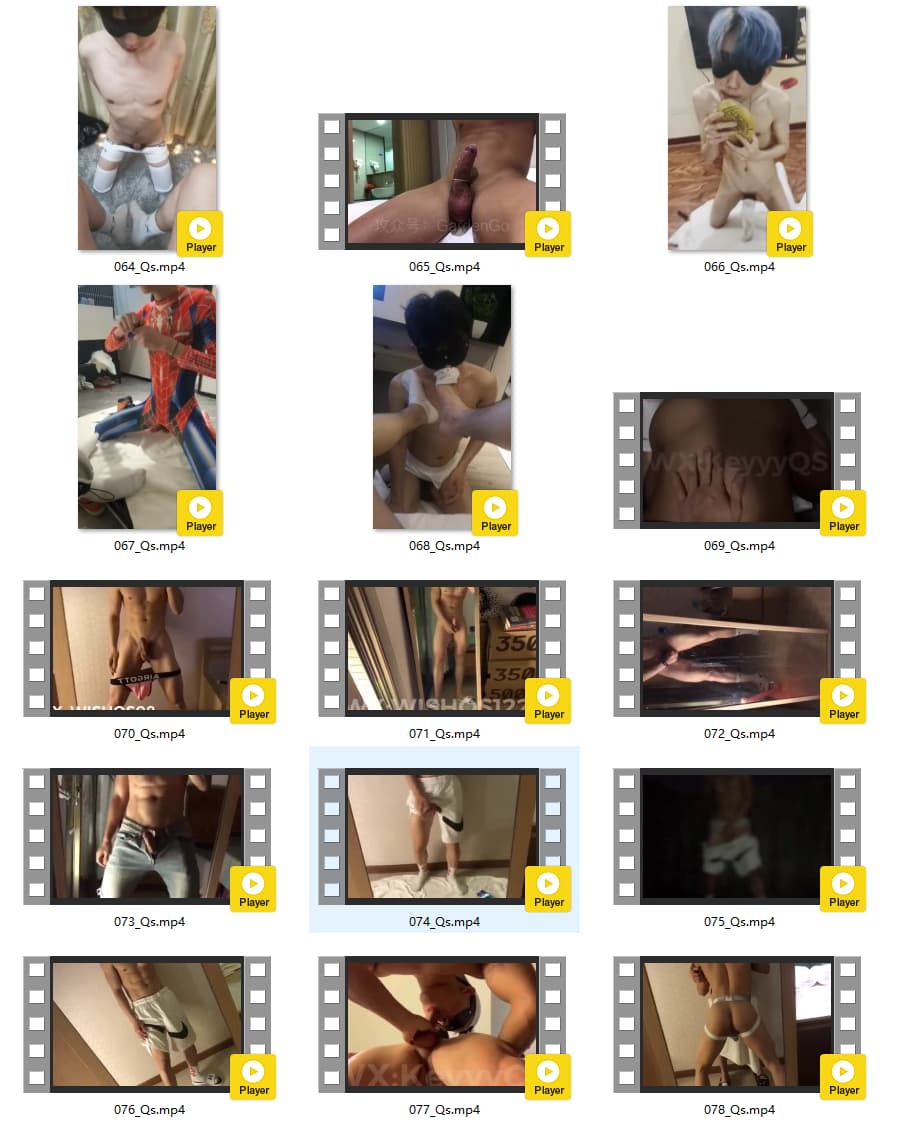 Player
064_Qs.mp4
公众号：GardenGo
Player
065_Qs.mp4
Player
066_Qs.mp4
Player
067_Qs.mp4
Player
068_Qs.mp4
WX:KeyyyQS
Player
069_Qs.mp4
AIRGOTT
Player
070_Qs.mp4
350
350
500
WX:WISHQS122
Player
071_Qs.mp4
Player
072_Qs.mp4
Player
073_Qs.mp4
Player
074_Qs.mp4
Player
075_Qs.mp4
Player
076_Qs.mp4
WX:KeyyyQ
Player
077_Qs.mp4
Player
078_Qs.mp4